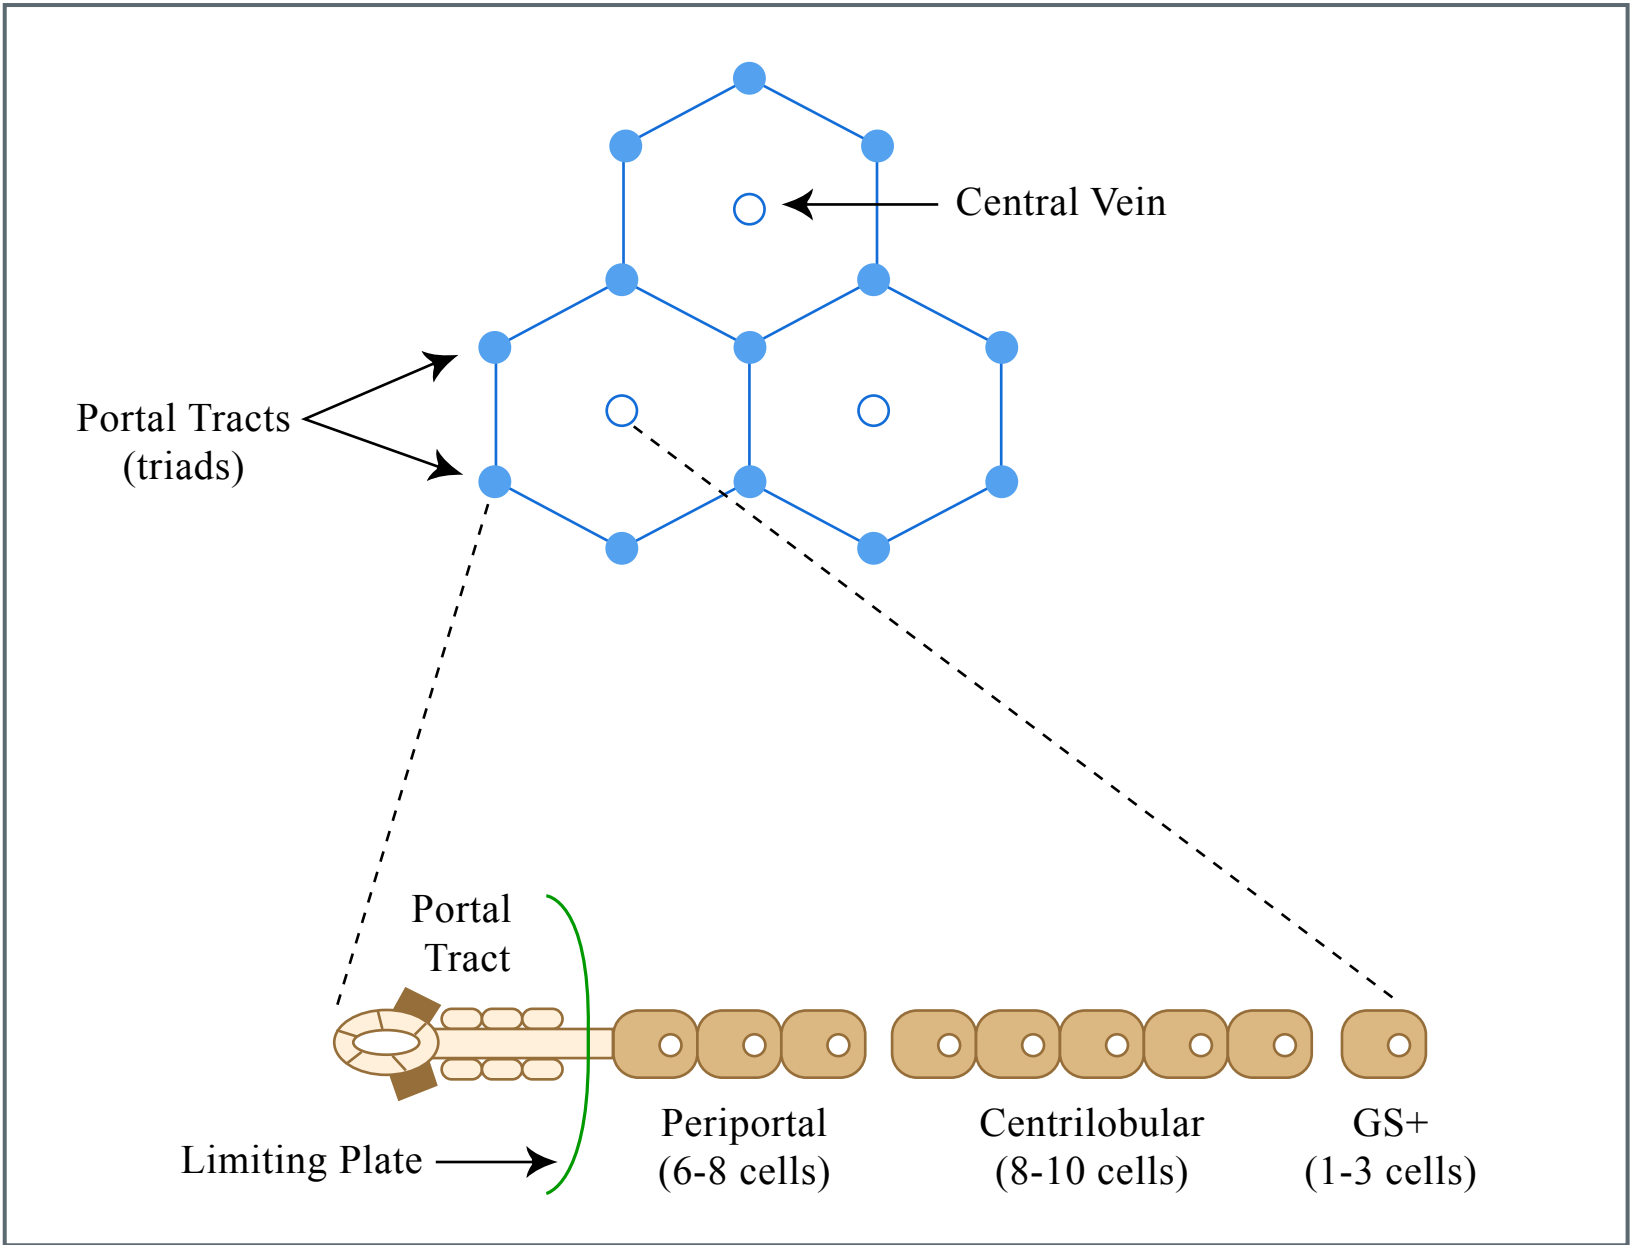 Central Vein
Portal Tracts
(triads)
Portal
Tract
Limiting Plate
Periportal
(6-8 cells)
Centrilobular
(8-10 cells)
GS+
(1-3 cells)